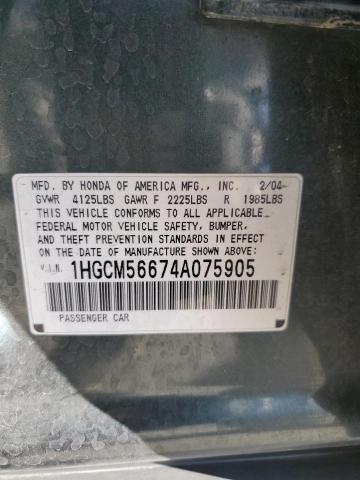 MFD. BY HONDA OF AMERICA MFG., INC. 2/04
GVWR 4125LBS GAWR F 2225LBS R 1985LBS
THIS VEHICLE CONFORMS TO ALL APPLICABLE
FEDERAL MOTOR VEHICLE SAFETY, BUMPER,
AND THEFT PREVENTION STANDARDS IN EFFECT
ON THE DATE OF MANUFACTURE SHOWN ABOVE.
V.I.N. 1HGCM56674A075905
PASSENGER CAR